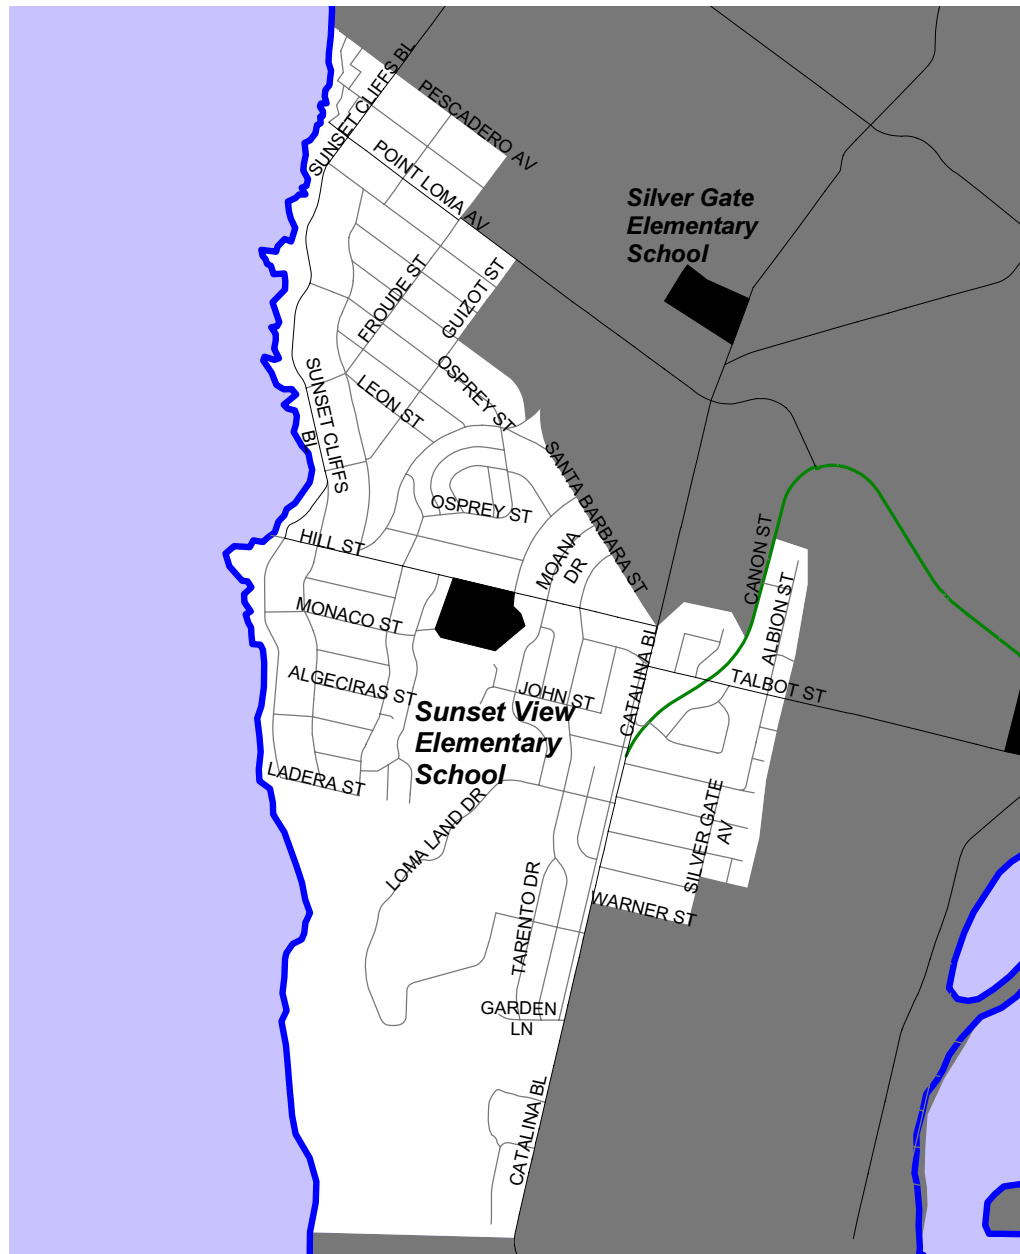 SUNSET CLIFFS BL
PESCADERO AV
POINT LOMA AV
Silver Gate
Elementary
School
FROUDE ST
GUIZOT ST
SUNSET CLIFFS
Bl
LEON ST
OSPREY ST
SANTA BARBARA ST
OSPREY ST
HILL ST
MOANA
DR
CANON ST
ALBION ST
MONACO ST
CATALINA Bl
TALBOT ST
ALGECIRAS ST
JOHN ST
Sunset View
Elementary
School
LADERA ST
LOMA LAND DR
SILVER GATE
AV
TARENTO DR
WARNER ST
GARDEN
LN
CATALINA BL